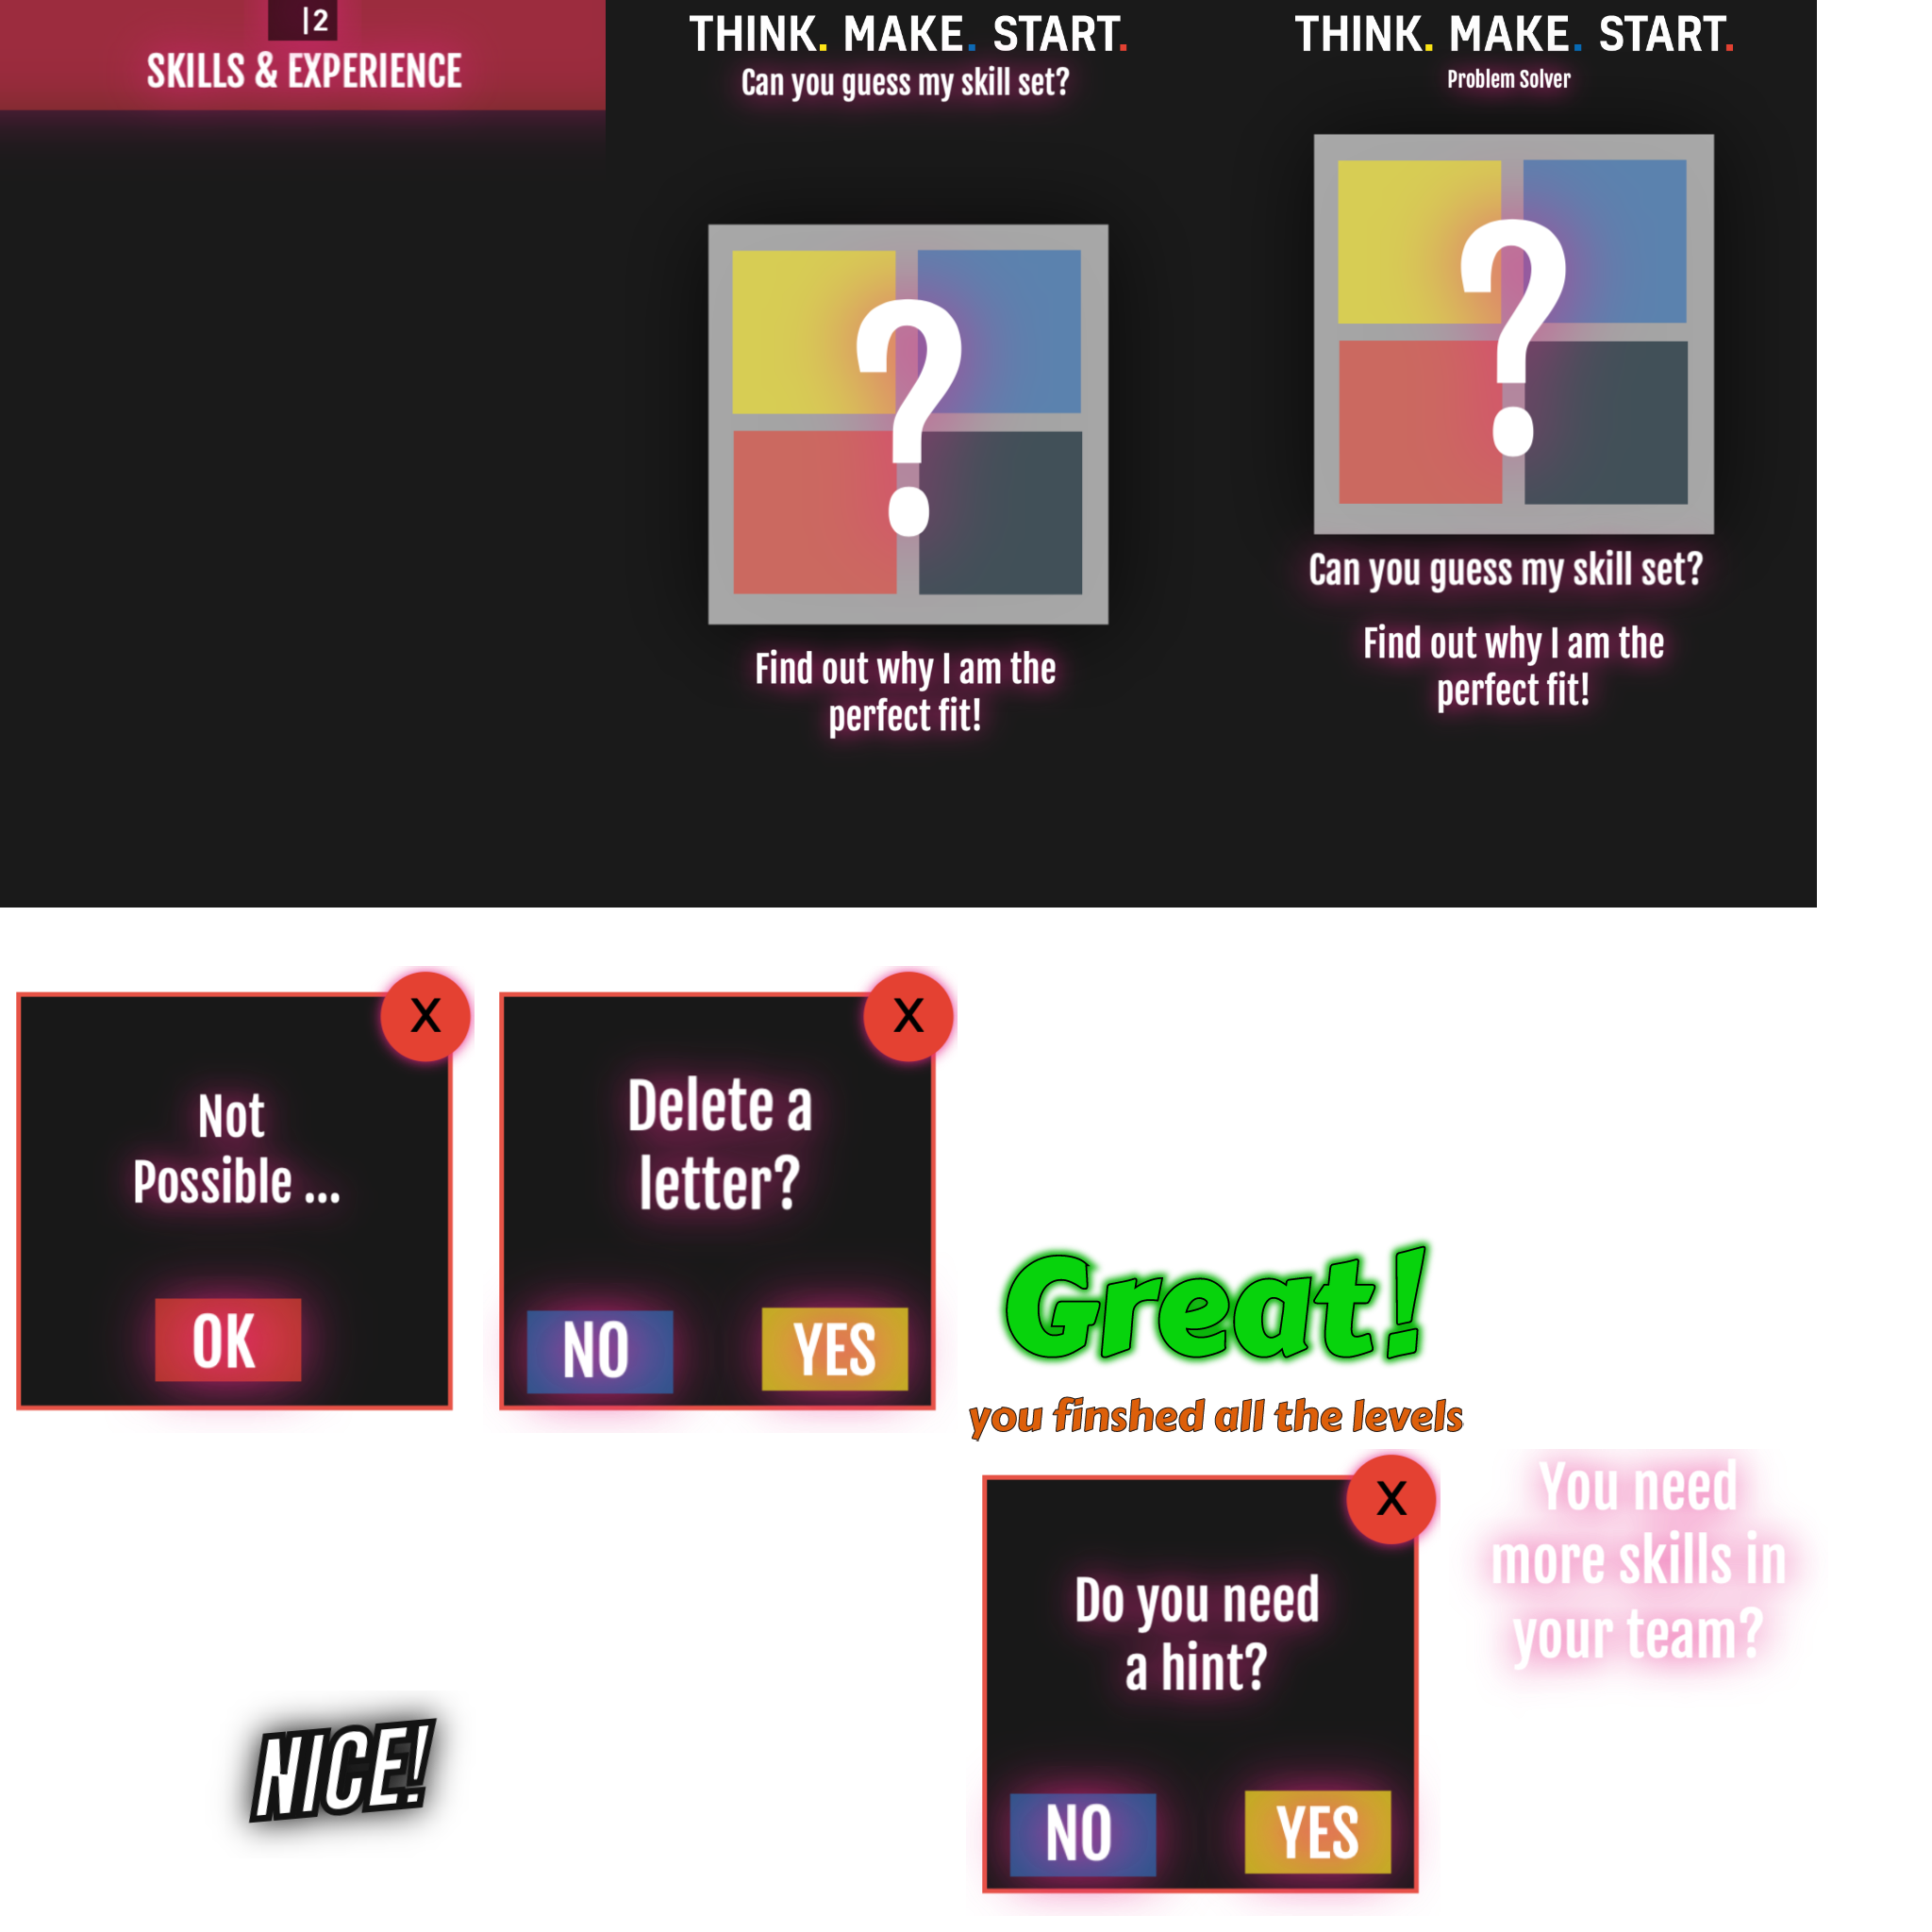 |2
SKILLS & EXPERIENCE
THINK. MAKE. START.
Can you guess my skill set?
?
Find out why I am the
perfect fit!
THINK. MAKE. START.
Problem Solver
?
Can you guess my skill set?
Find out why I am the
perfect fit!
X
Not
Possible ...
OK
X
Delete a
letter?
NO
YES
Great!
you finshed all the levels
X
Do you need
a hint?
NO
YES
You need
more skills in
your team?
NICE!